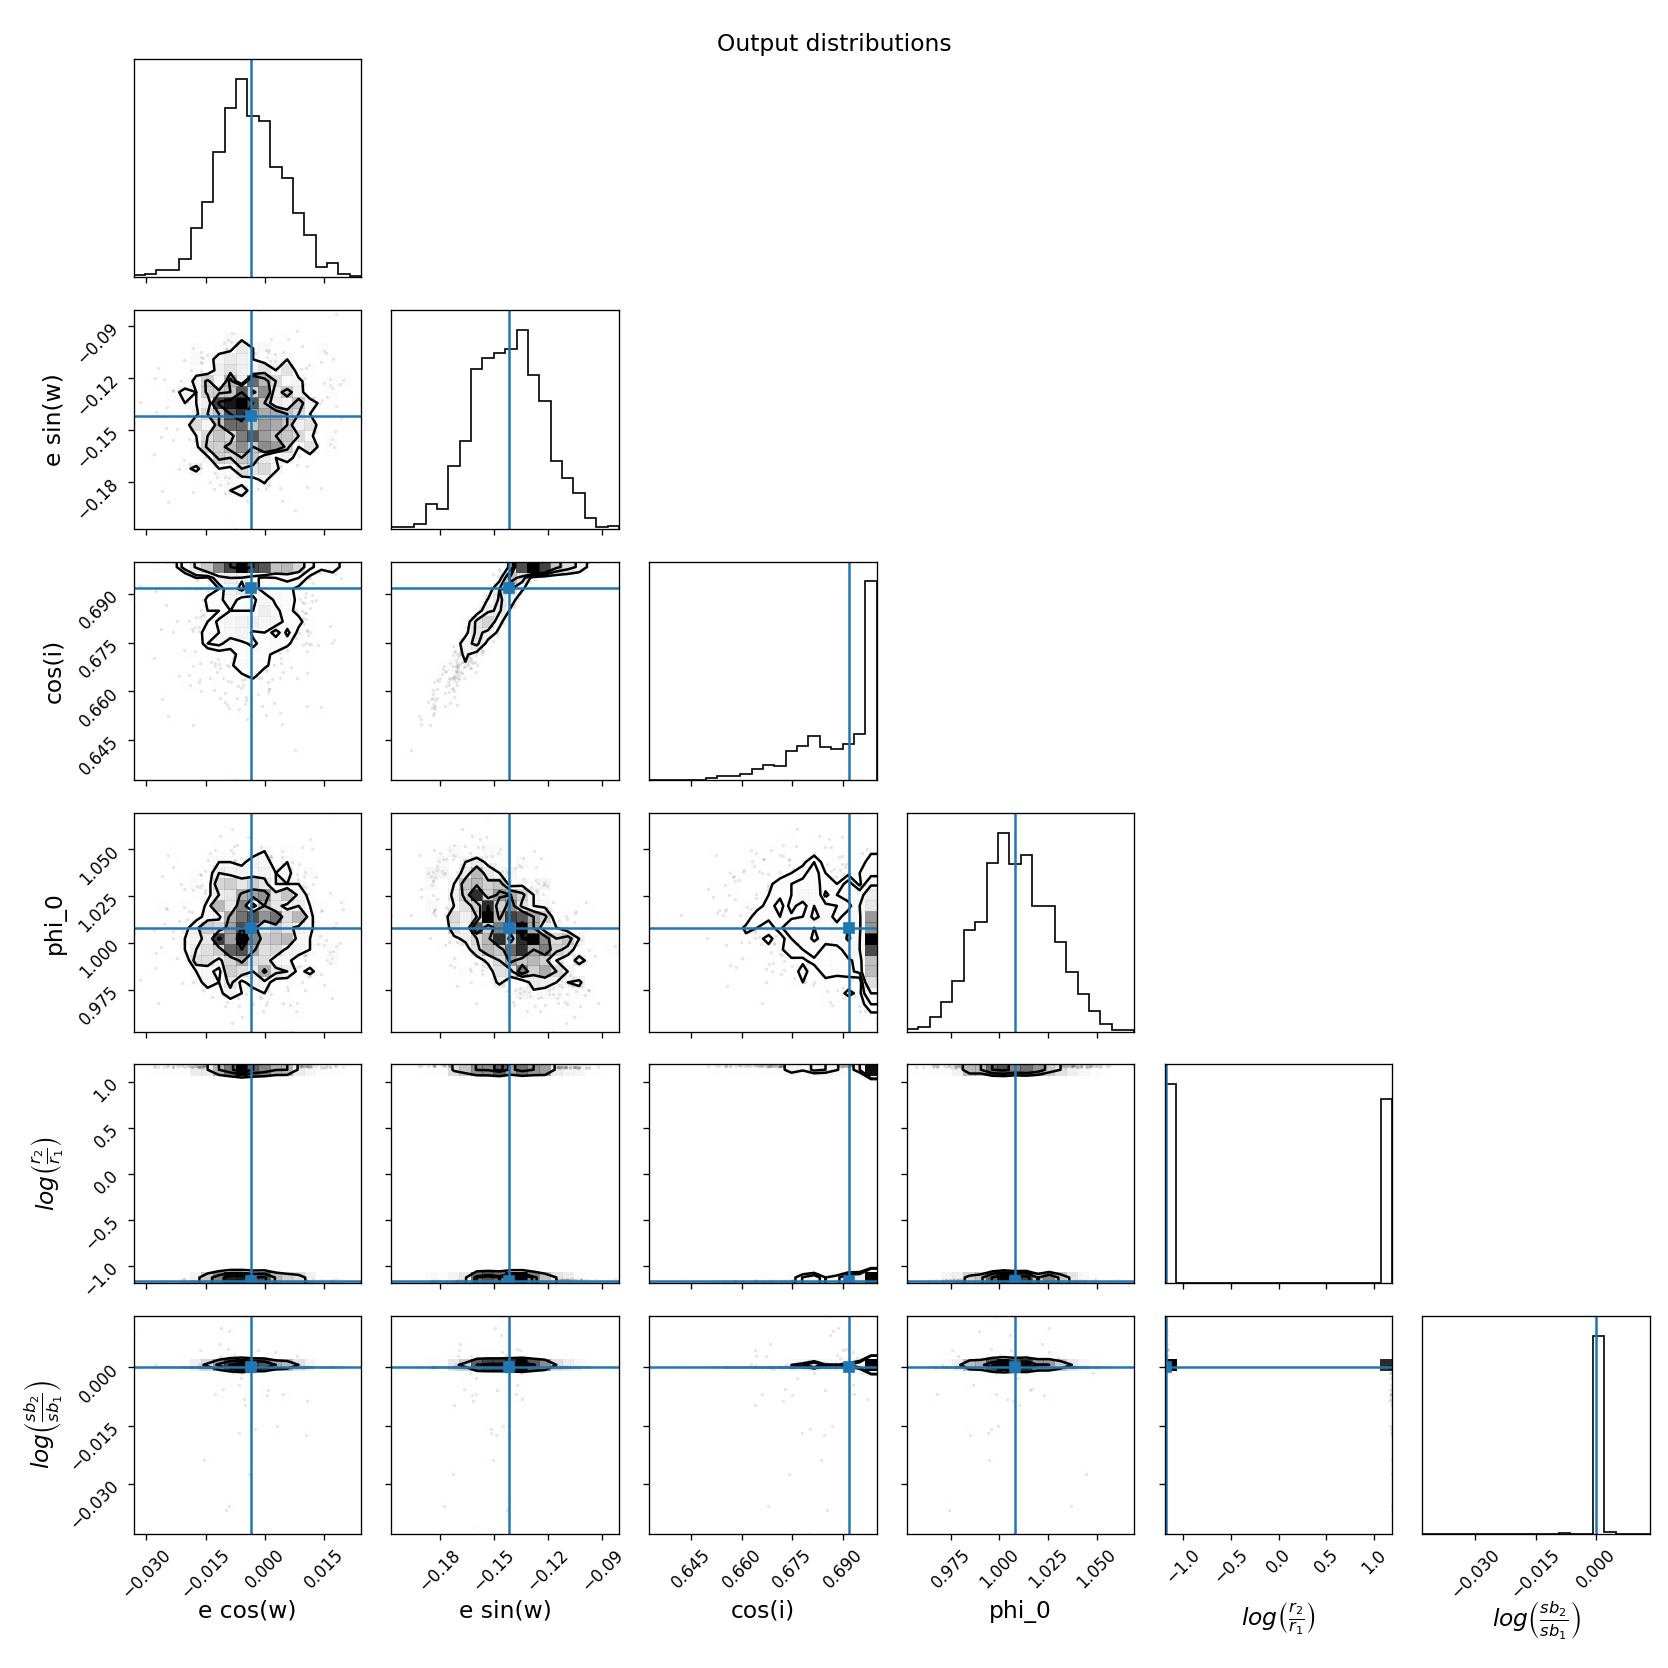 Output distributions
e sin(w)
−0.09
−0.12
−0.15
−0.18
cos(i)
0.690
0.675
0.660
0.645
phi_0
1.050
1.025
1.000
0.975
log(r₂/r₁)
1.0
0.5
0.0
−0.5
−1.0
log(sb₂/sb₁)
0.000
−0.015
−0.030
−0.030 −0.015 0.000 0.015
e cos(w)
−0.18 −0.15 −0.12 −0.09
e sin(w)
0.645 0.660 0.675 0.690
cos(i)
0.975 1.000 1.025 1.050
phi_0
−1.0 −0.5 0.0 0.5 1.0
log(r₂/r₁)
−0.030 −0.015 0.000
log(sb₂/sb₁)